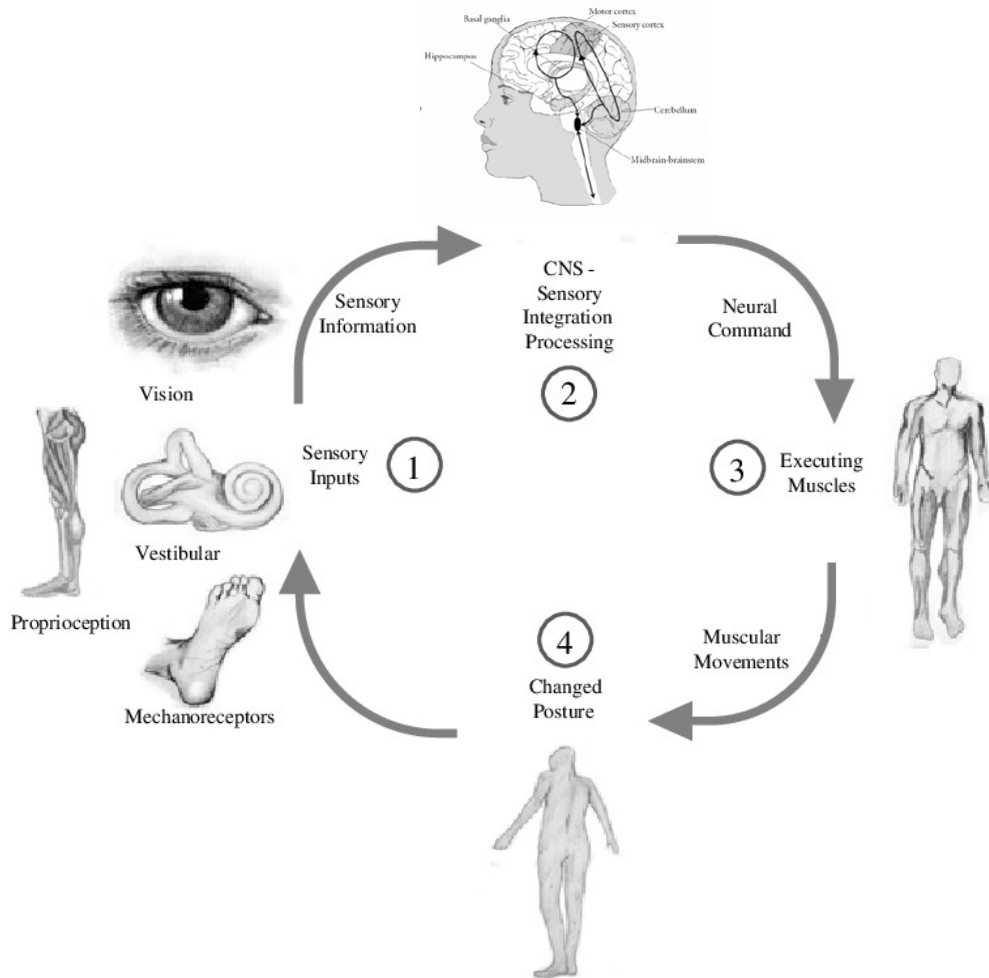 Motor cortex
Basal ganglia
Sensory cortex
Hippocampus
Cerebellum
Midbrain-brainstem
Sensory
Information
CNS -
Sensory
Integration
Processing
2
Neural
Command
Vision
Sensory
Inputs
1
3
Executing
Muscles
Vestibular
Proprioception
Mechanoreceptors
4
Changed
Posture
Muscular
Movements